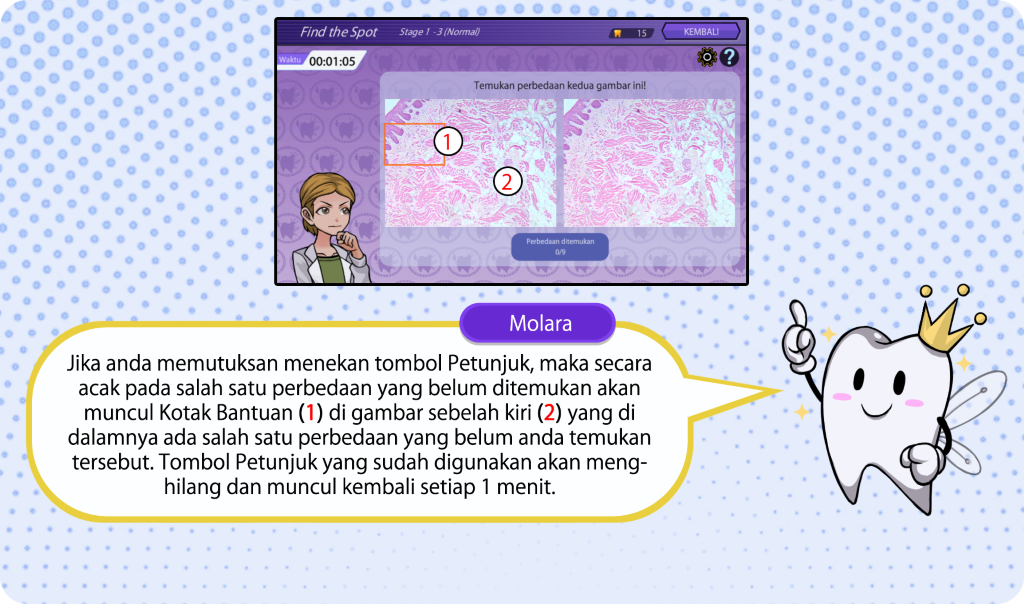 Find the Spot
Stage 1 - 3 (Normal)
15
KEMBALI
Waktu
00:01:05
?
Temukan perbedaan kedua gambar ini!
1
2
Perbedaan ditemukan
0/9
Molara
Jika anda memutuksan menekan tombol Petunjuk, maka secara
acak pada salah satu perbedaan yang belum ditemukan akan
muncul Kotak Bantuan (1) di gambar sebelah kiri (2) yang di
dalamnya ada salah satu perbedaan yang belum anda temukan
tersebut. Tombol Petunjuk yang sudah digunakan akan meng-
hilang dan muncul kembali setiap 1 menit.